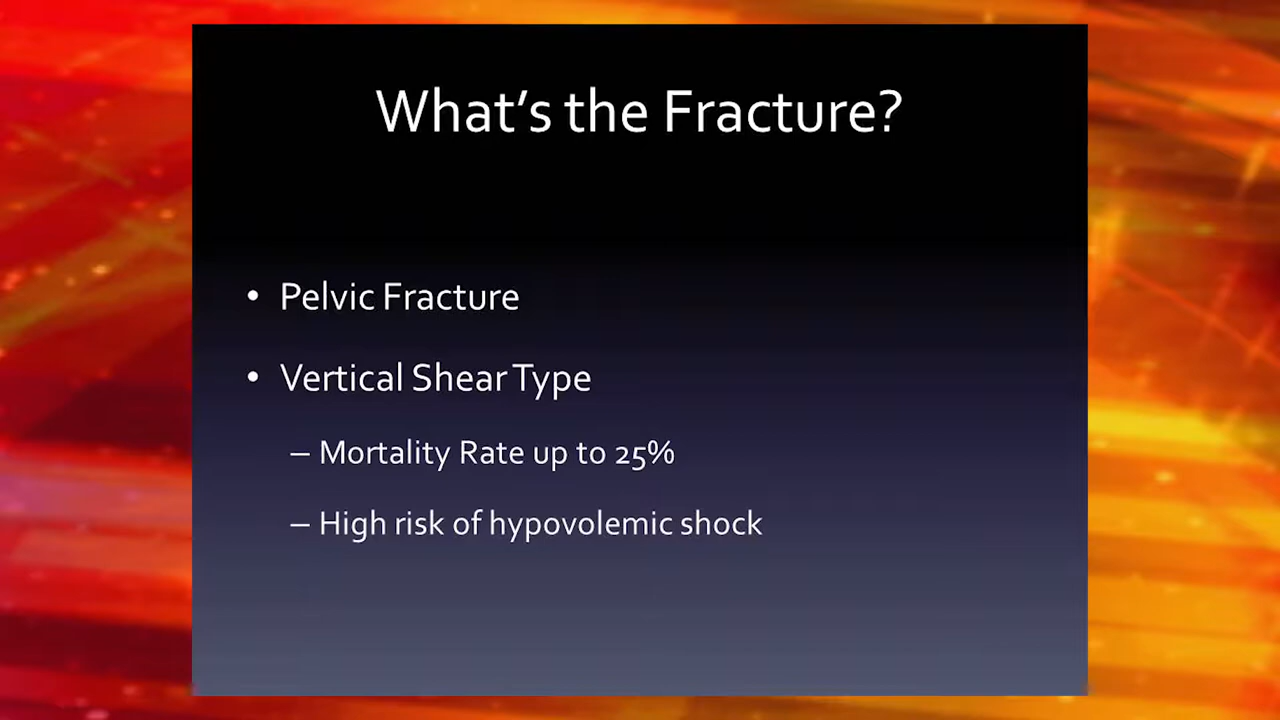 What’s the Fracture?
• Pelvic Fracture
• Vertical Shear Type
– Mortality Rate up to 25%
– High risk of hypovolemic shock